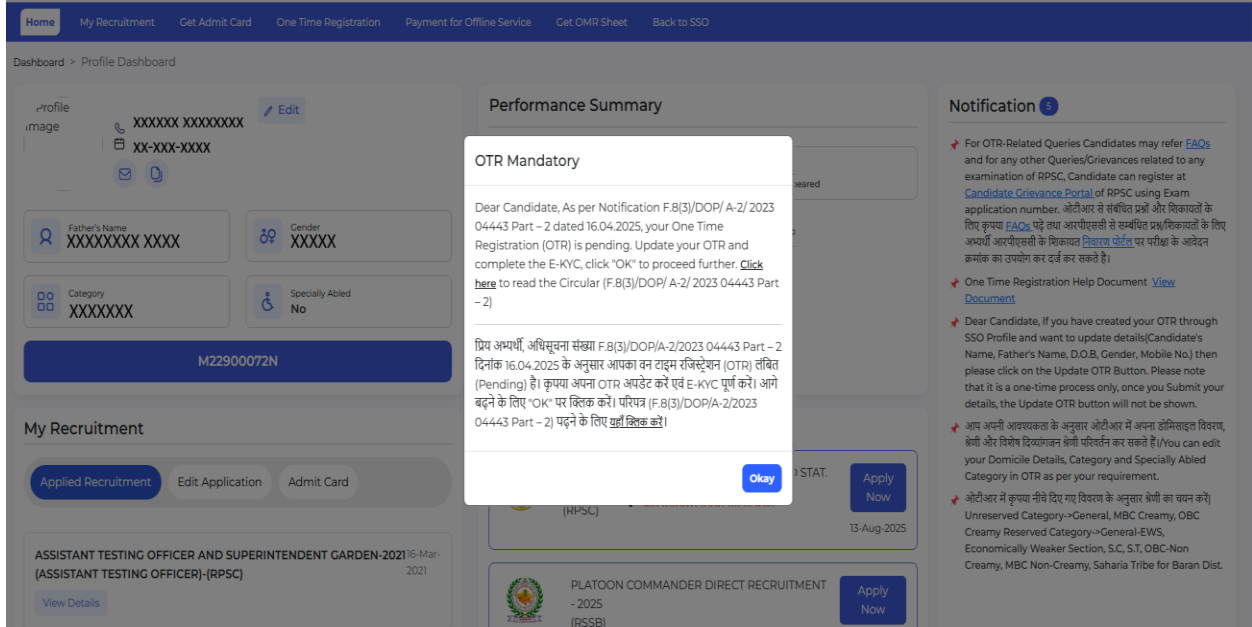 Home My Recruitment Get Admit Card One Time Registration Payment for Offline Service Get OMR Sheet Back to SSO
Dashboard > Profile Dashboard
Profile
Image
XXXXXX XXXXXXXX
XX-XXX-XXXX
Edit
Father's Name
XXXXXXXX XXXX
Gender
XXXXX
Category
XXXXXXX
Specially Abled
No
M22900072N
My Recruitment
Applied Recruitment Edit Application Admit Card
ASSISTANT TESTING OFFICER AND SUPERINTENDENT GARDEN-2021
(ASSISTANT TESTING OFFICER)-(RPSC)
16-Mar-
2021
View Details
Performance Summary
OTR Mandatory
Dear Candidate, As per Notification F.8(3)/DOP/ A-2/ 2023
04443 Part – 2 dated 16.04.2025, your One Time
Registration (OTR) is pending. Update your OTR and
complete the E-KYC, click "OK" to proceed further. Click
here to read the Circular (F.8(3)/DOP/ A-2/ 2023 04443 Part
– 2)
प्रिय अभ्यर्थी, अधिसूचना संख्या F.8(3)/DOP/A-2/2023 04443 Part – 2
दिनांक 16.04.2025 के अनुसार आपका वन टाइम रजिस्ट्रेशन (OTR) लंबित
(Pending) है। कृपया अपना OTR अपडेट करें एवं E-KYC पूर्ण करें। आगे
बढ़ने के लिए "OK" पर क्लिक करें। परिपत्र (F.8(3)/DOP/A-2/2023
04443 Part – 2) पढ़ने के लिए यहाँ क्लिक करें।
Okay
STAT.
(RPSC)
Apply
Now
13-Aug-2025
PLATOON COMMANDER DIRECT RECRUITMENT
- 2025
(RSSB)
Apply
Now
Notification 5
For OTR-Related Queries Candidates may refer FAQs
and for any other Queries/Grievances related to any
examination of RPSC, Candidate can register at
Candidate Grievance Portal of RPSC using Exam
application number. ओटीआर से संबंधित प्रश्नों और शिकायतों के
लिए कृपया FAQs पढ़े तथा आरपीएससी से सम्बंधित प्रश्न/शिकायतों के लिए
अभ्यर्थी आरपीएससी के शिकायत निवारण पोर्टल पर परीक्षा के आवेदन
क्रमांक का उपयोग कर दर्ज कर सकते है।
One Time Registration Help Document View
Document
Dear Candidate, If you have created your OTR through
SSO Profile and want to update details(Candidate's
Name, Father's Name, D.O.B, Gender, Mobile No.) then
please click on the Update OTR Button. Please note
that it is a one-time process only, once you Submit your
details, the Update OTR button will not be shown.
आप अपनी आवश्यकता के अनुसार ओटीआर में अपना डोमिसाइल विवरण,
श्रेणी और विशेष दिव्यांगजन श्रेणी परिवर्तन कर सकते हैं।/You can edit
your Domicile Details, Category and Specially Abled
Category in OTR as per your requirement.
ओटीआर में कृपया नीचे दिए गए विवरण के अनुसार श्रेणी का चयन करें|
Unreserved Category->General, MBC Creamy, OBC
Creamy Reserved Category->General-EWS,
Economically Weaker Section, S.C, S.T, OBC-Non
Creamy, MBC Non-Creamy, Saharia Tribe for Baran Dist.